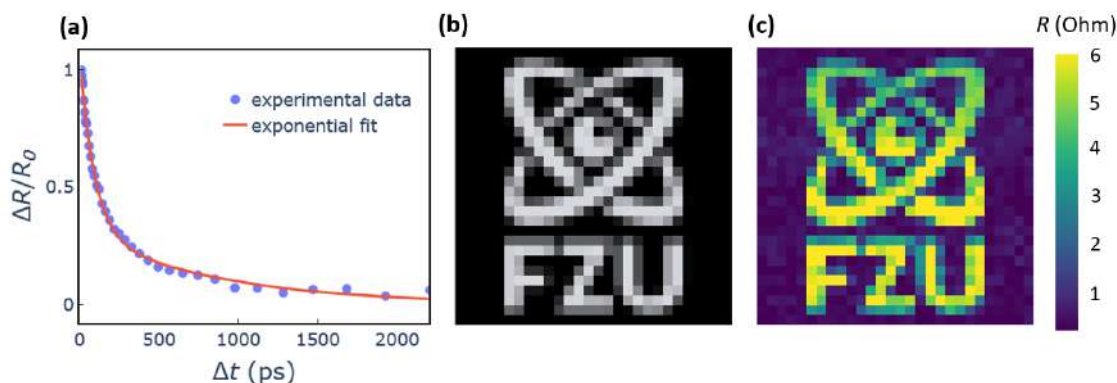 (a)
ΔR/R₀
1
0.5
0
experimental data
exponential fit
0
500
1000
1500
2000
Δt (ps)
(b)
FZU
(c)
FZU
R (Ohm)
6
5
4
3
2
1